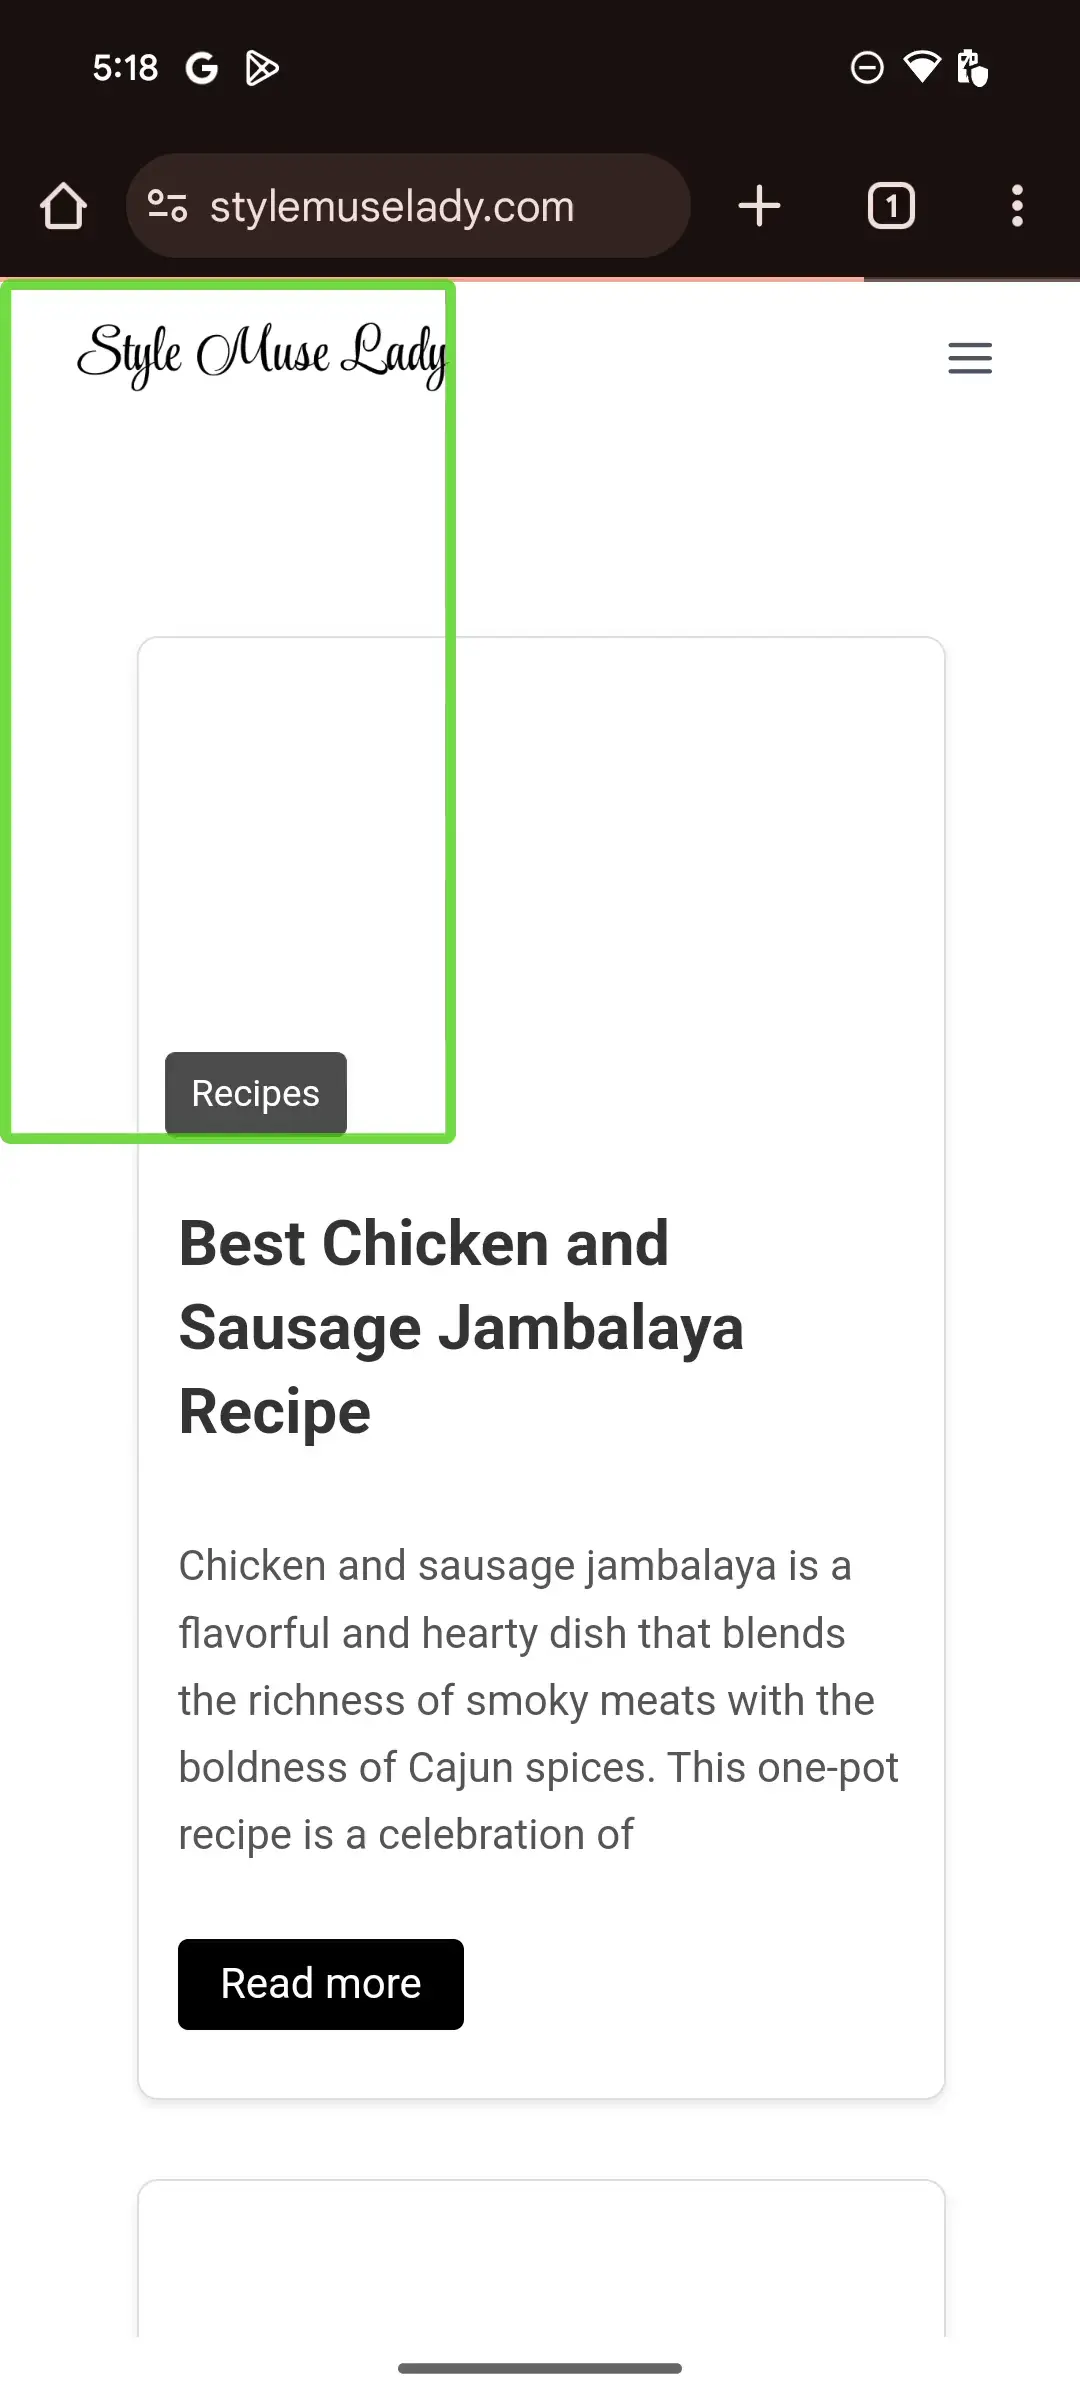 5:18
stylemuselady.com
1
Style Muse Lady
Recipes
Best Chicken and
Sausage Jambalaya
Recipe
Chicken and sausage jambalaya is a
flavorful and hearty dish that blends
the richness of smoky meats with the
boldness of Cajun spices. This one-pot
recipe is a celebration of
Read more